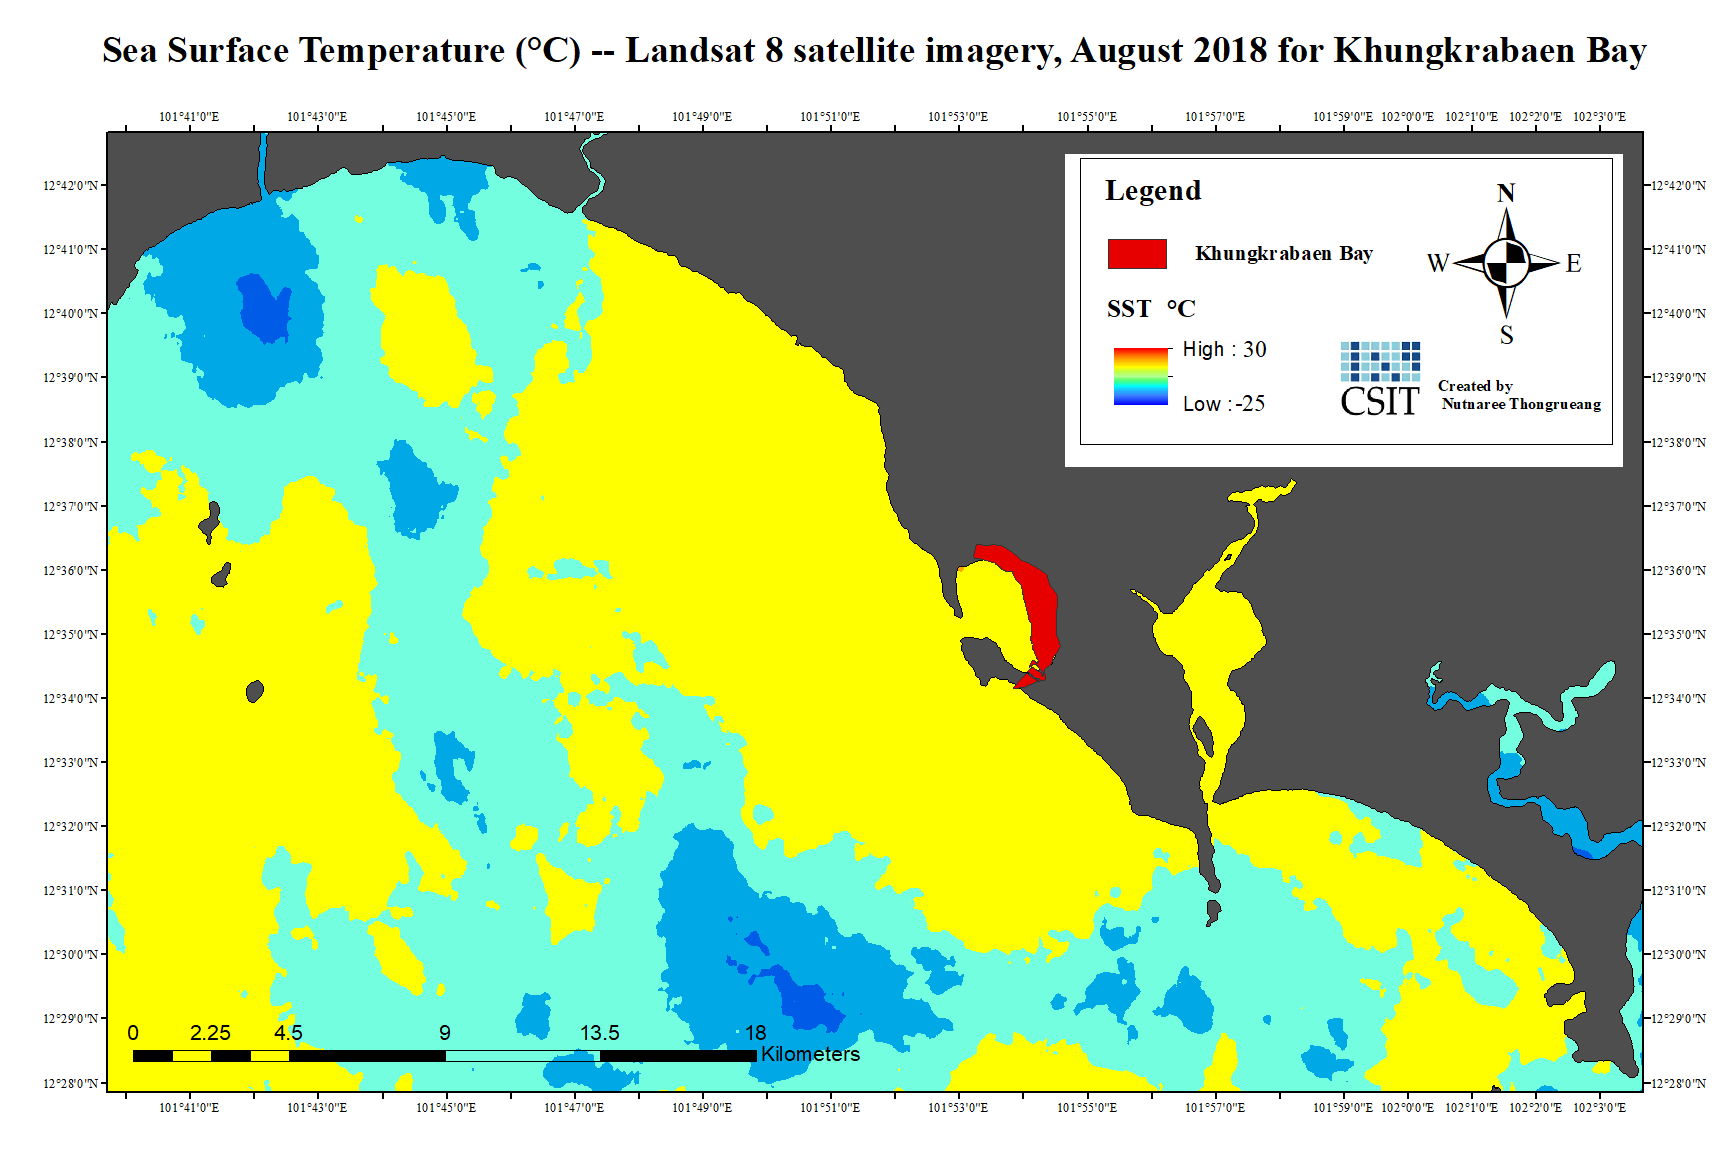 Sea Surface Temperature (°C) -- Landsat 8 satellite imagery, August 2018 for Khungkrabaen Bay
101°41'0"E 101°43'0"E 101°45'0"E 101°47'0"E 101°49'0"E 101°51'0"E 101°53'0"E 101°55'0"E 101°57'0"E 101°59'0"E 102°0'0"E 102°1'0"E 102°2'0"E 102°3'0"E
Legend
Khungkrabaen Bay
SST °C
High : 30
Low : -25
N
W E
S
CSIT
Created by
Nutnaree Thongrueang
12°42'0"N 12°42'0"N
12°41'0"N 12°41'0"N
12°40'0"N 12°40'0"N
12°39'0"N 12°39'0"N
12°38'0"N 12°38'0"N
12°37'0"N 12°37'0"N
12°36'0"N 12°36'0"N
12°35'0"N 12°35'0"N
12°34'0"N 12°34'0"N
12°33'0"N 12°33'0"N
12°32'0"N 12°32'0"N
12°31'0"N 12°31'0"N
12°30'0"N 12°30'0"N
12°29'0"N 12°29'0"N
12°28'0"N 12°28'0"N
0 2.25 4.5 9 13.5 18
Kilometers
101°41'0"E 101°43'0"E 101°45'0"E 101°47'0"E 101°49'0"E 101°51'0"E 101°53'0"E 101°55'0"E 101°57'0"E 101°59'0"E 102°0'0"E 102°1'0"E 102°2'0"E 102°3'0"E